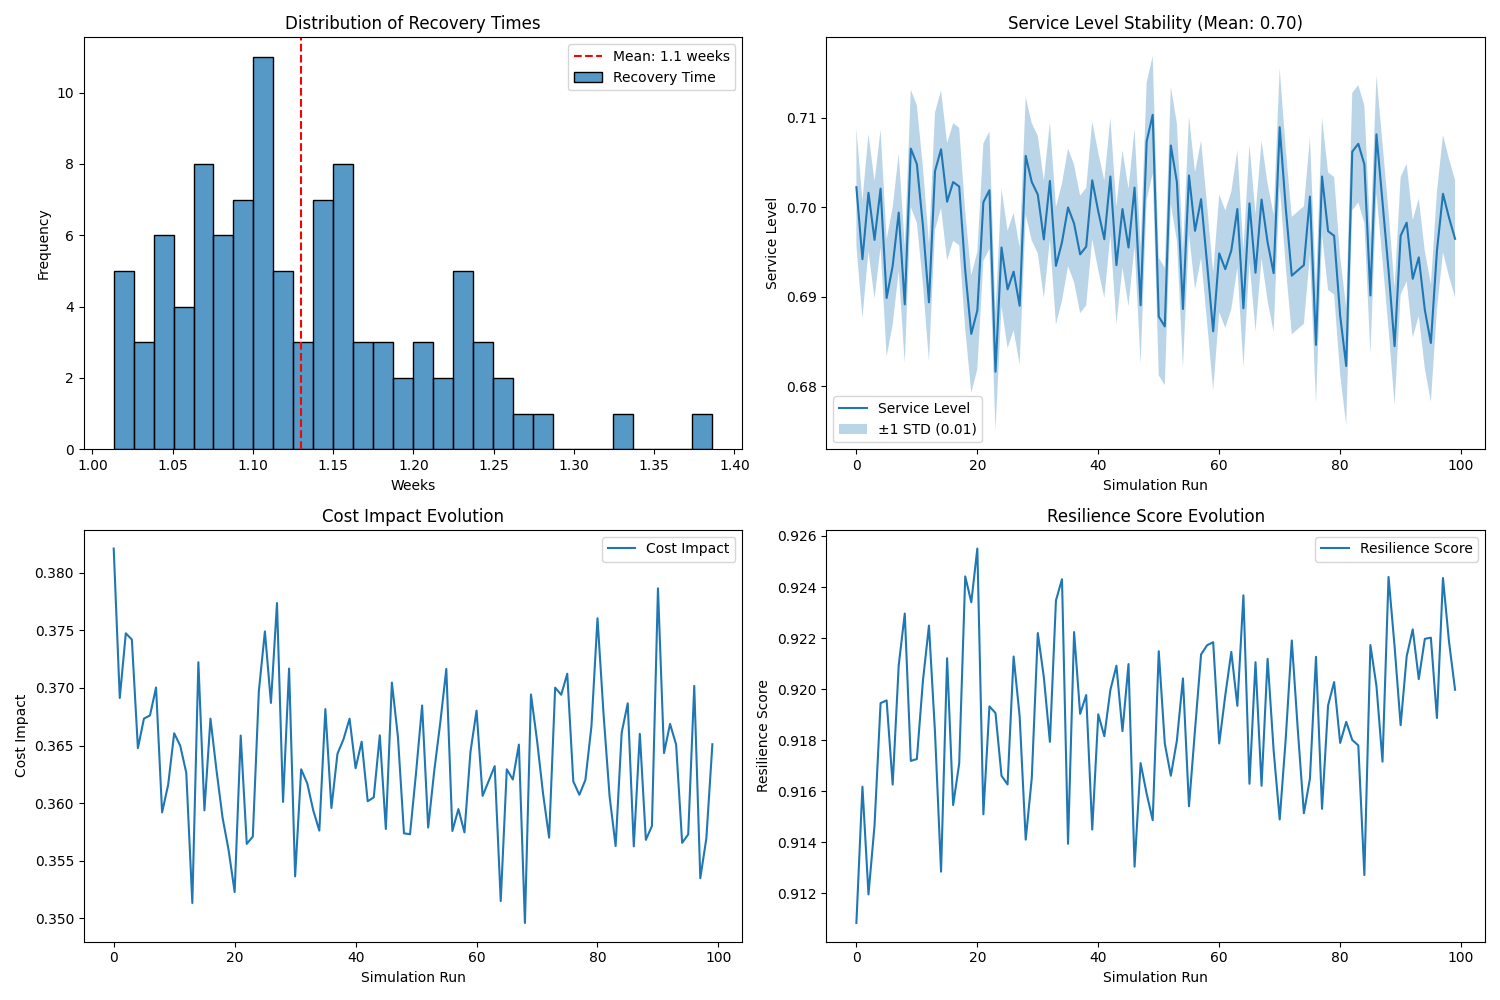 Distribution of Recovery Times
Mean: 1.1 weeks
Recovery Time
Frequency
10
8
6
4
2
0
1.00 1.05 1.10 1.15 1.20 1.25 1.30 1.35 1.40
Weeks
Service Level Stability (Mean: 0.70)
Service Level
0.71
0.70
0.69
0.68
Service Level
±1 STD (0.01)
0 20 40 60 80 100
Simulation Run
Cost Impact Evolution
Cost Impact
Cost Impact
0.380
0.375
0.370
0.365
0.360
0.355
0.350
0 20 40 60 80 100
Simulation Run
Resilience Score Evolution
Resilience Score
Resilience Score
0.926
0.924
0.922
0.920
0.918
0.916
0.914
0.912
0 20 40 60 80 100
Simulation Run